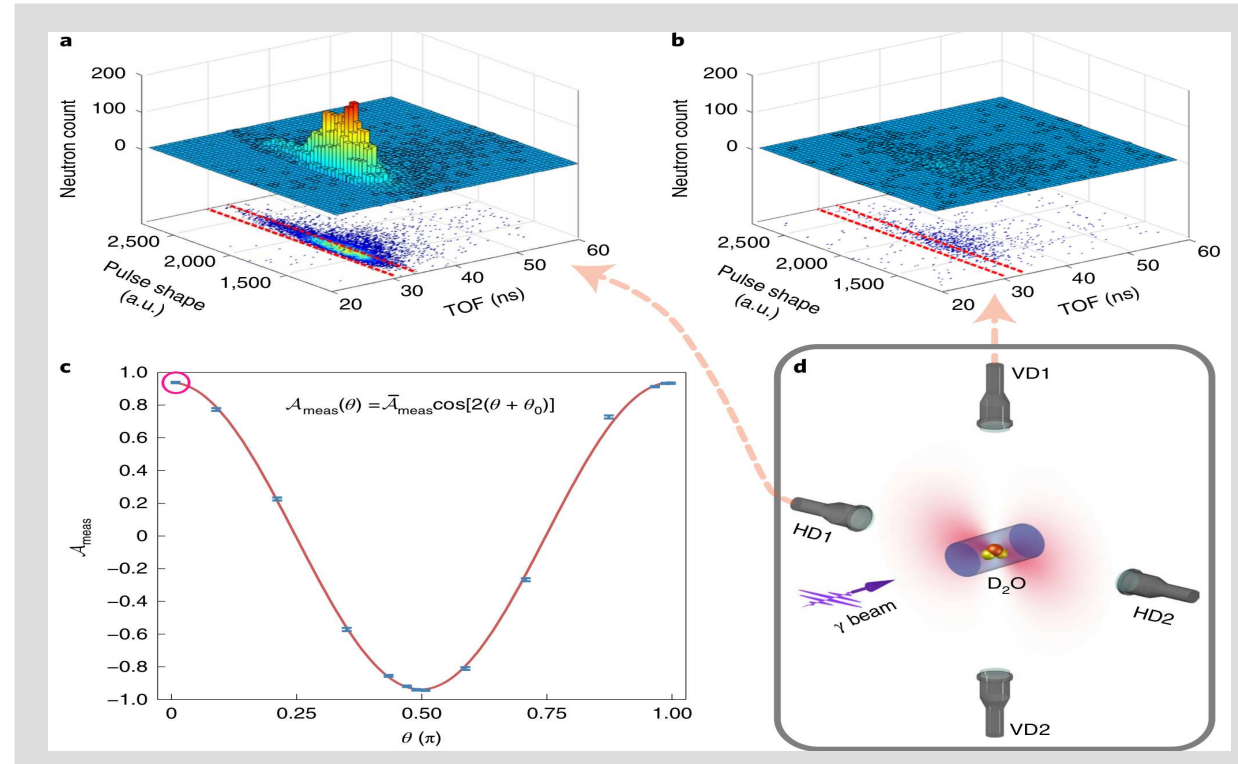 a
Neutron count
200
100
0
2,500
2,000
1,500
Pulse shape
(a.u.)
20
30
40
50
60
TOF (ns)
b
Neutron count
200
100
0
2,500
2,000
1,500
Pulse shape
(a.u.)
20
30
40
50
60
TOF (ns)
c
𝒜meas(θ) = 𝒜̅meas cos[2(θ + θ0)]
𝒜meas
1.0
0.8
0.6
0.4
0.2
0
−0.2
−0.4
−0.6
−0.8
−1.0
0
0.25
0.50
0.75
1.00
θ (π)
d
VD1
HD1
D2O
γ beam
HD2
VD2